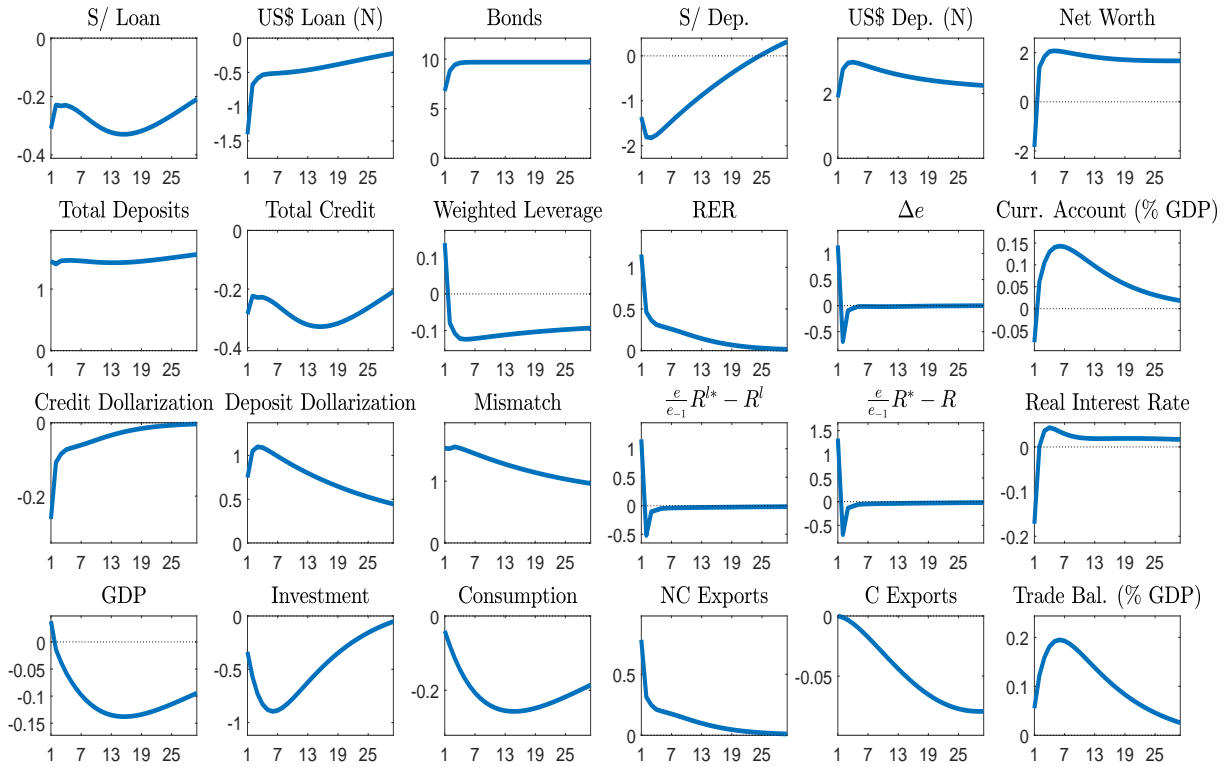 S/ Loan US$ Loan (N) Bonds S/ Dep. US$ Dep. (N) Net Worth
0 0 10 0 2
-0.2 -0.5 5 -1 2 0
-0.4 -1 0 -2 0 -2
-1.5
1 7 13 19 25 1 7 13 19 25 1 7 13 19 25 1 7 13 19 25 1 7 13 19 25 1 7 13 19 25
Total Deposits Total Credit Weighted Leverage RER Δe Curr. Account (% GDP)
1 0 0.1 1 1 0.15
0 -0.2 0 0.5 0.5 0.1
-0.4 -0.1 0 0 0.05
-0.5 0
-0.05
1 7 13 19 25 1 7 13 19 25 1 7 13 19 25 1 7 13 19 25 1 7 13 19 25 1 7 13 19 25
Credit Dollarization Deposit Dollarization Mismatch e/e₋₁ Rˡ* − Rˡ e/e₋₁ R* − R Real Interest Rate
0 1 1 1 1.5 0
-0.2 0.5 0 0.5 1 -0.1
0 0 0.5 -0.2
-0.5 0
-0.5
1 7 13 19 25 1 7 13 19 25 1 7 13 19 25 1 7 13 19 25 1 7 13 19 25 1 7 13 19 25
GDP Investment Consumption NC Exports C Exports Trade Bal. (% GDP)
0 0 0 0.5 0 0.2
-0.05 -0.5 -0.2 0 -0.05 0.1
-0.1 -1 0
-0.15
1 7 13 19 25 1 7 13 19 25 1 7 13 19 25 1 7 13 19 25 1 7 13 19 25 1 7 13 19 25